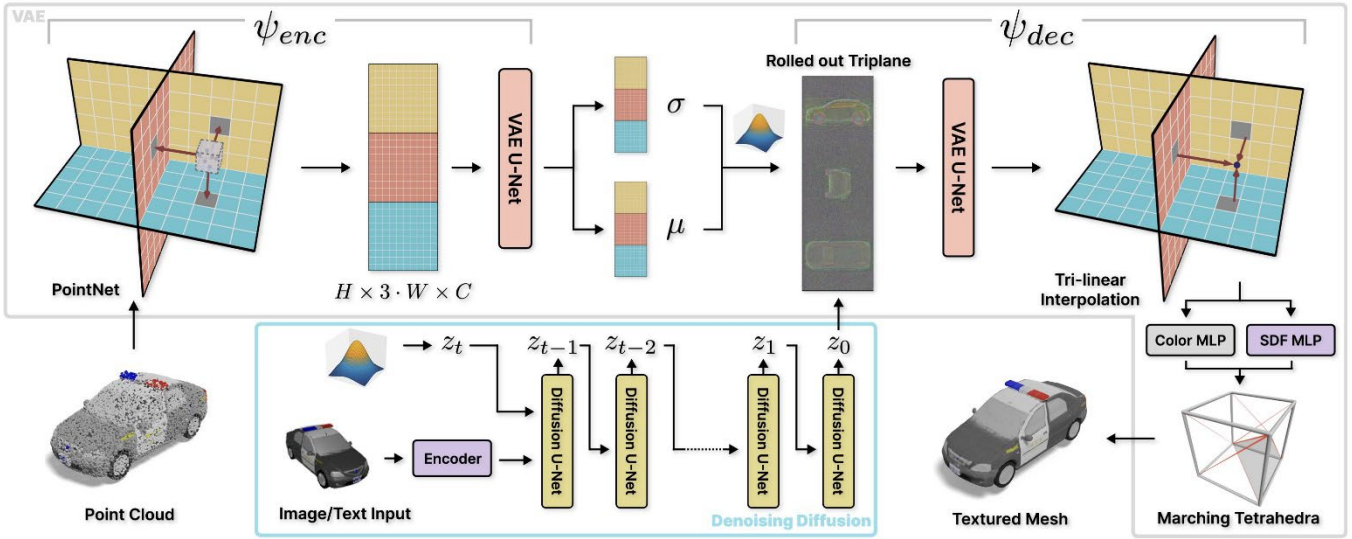 VAE
ψenc
ψdec
Rolled out Triplane
VAE U-Net
σ
μ
VAE U-Net
PointNet
H × 3 · W × C
Tri-linear
Interpolation
Color MLP
SDF MLP
zt
zt−1
zt−2
z1
z0
Diffusion U-Net
Diffusion U-Net
Diffusion U-Net
Diffusion U-Net
Encoder
Point Cloud
Image/Text Input
Denoising Diffusion
Textured Mesh
Marching Tetrahedra